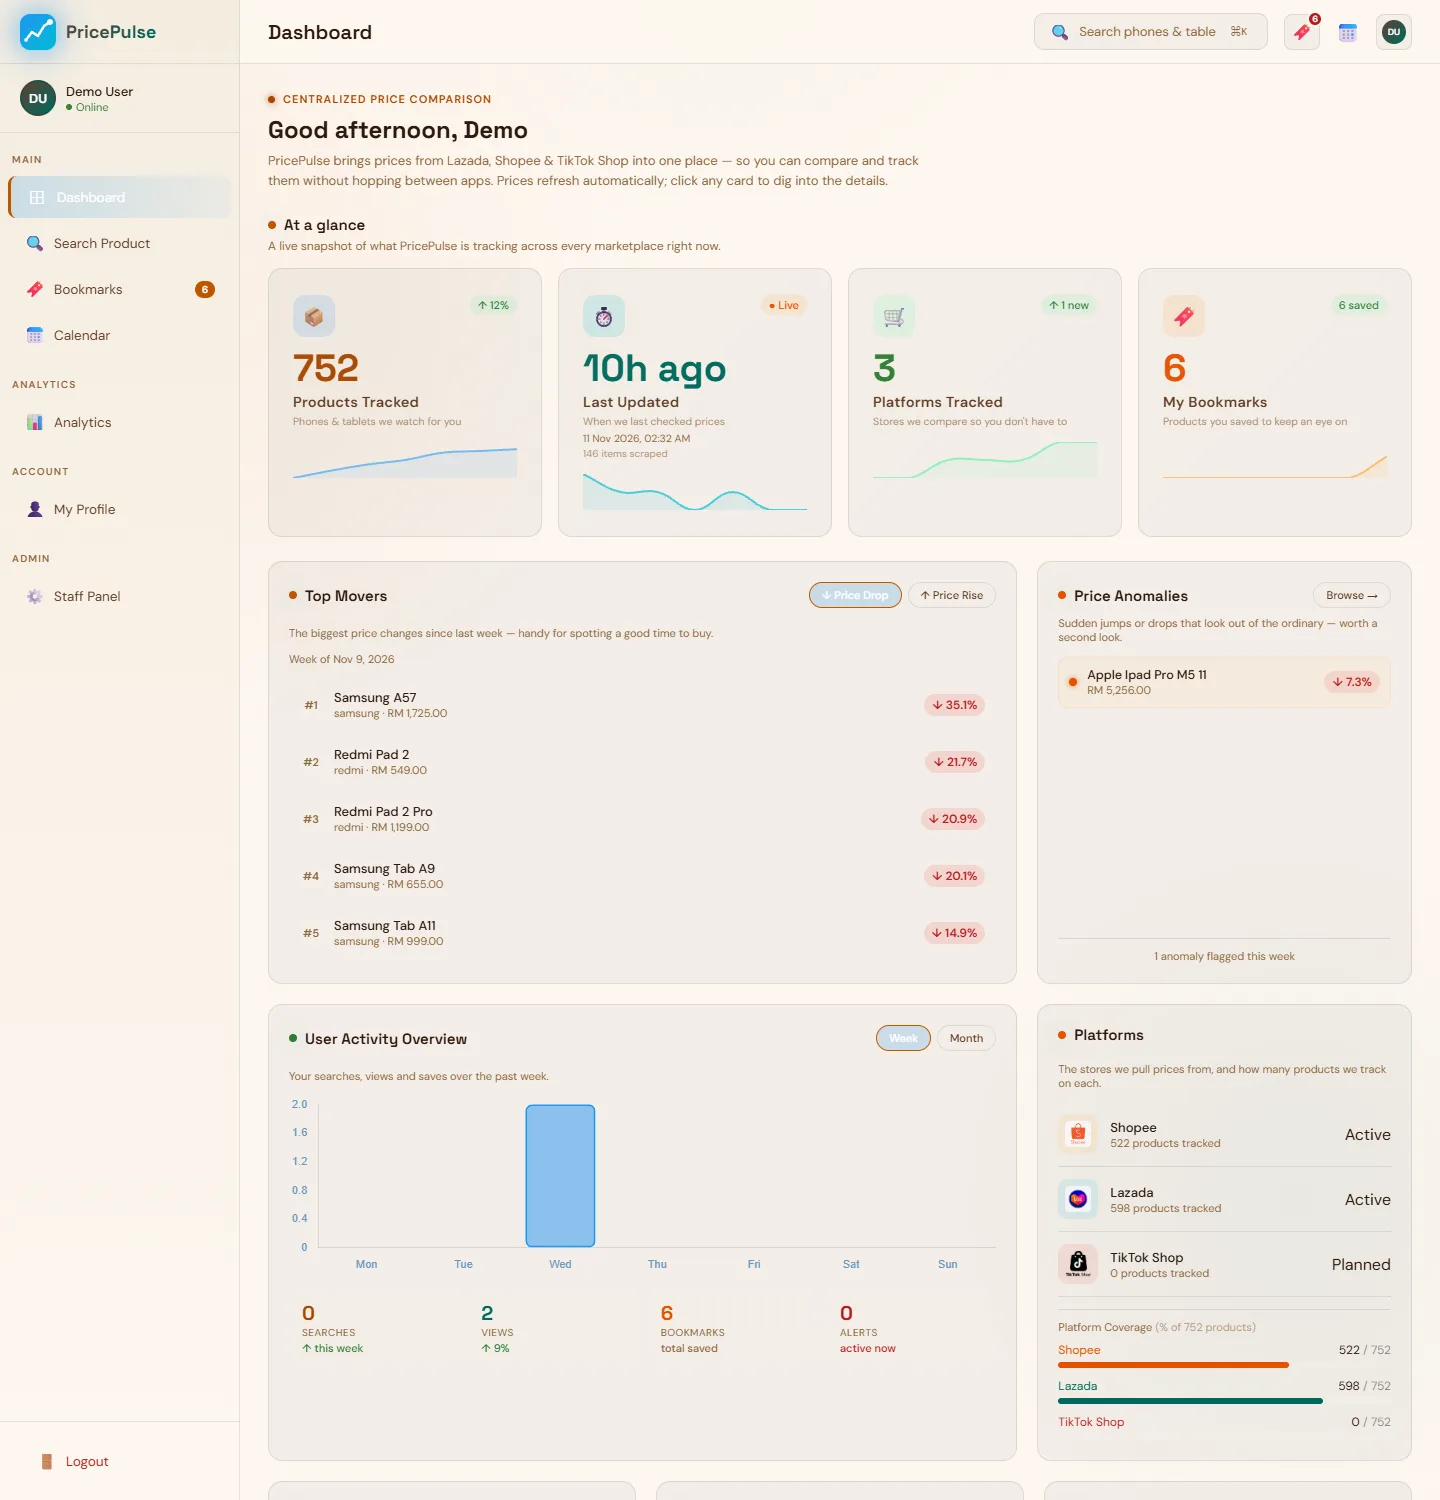 PricePulse
Dashboard
Search phones & table ⌘K
6
DU
DU
Demo User
Online
MAIN
Dashboard
Search Product
Bookmarks 6
Calendar
ANALYTICS
Analytics
ACCOUNT
My Profile
ADMIN
Staff Panel
Logout
CENTRALIZED PRICE COMPARISON
Good afternoon, Demo
PricePulse brings prices from Lazada, Shopee & TikTok Shop into one place — so you can compare and track
them without hopping between apps. Prices refresh automatically; click any card to dig into the details.
At a glance
A live snapshot of what PricePulse is tracking across every marketplace right now.
↑ 12%
752
Products Tracked
Phones & tablets we watch for you
● Live
10h ago
Last Updated
When we last checked prices
11 Nov 2026, 02:32 AM
146 items scraped
↑ 1 new
3
Platforms Tracked
Stores we compare so you don't have to
6 saved
6
My Bookmarks
Products you saved to keep an eye on
Top Movers
↓ Price Drop
↑ Price Rise
The biggest price changes since last week — handy for spotting a good time to buy.
Week of Nov 9, 2026
#1 Samsung A57
samsung · RM 1,725.00
↓ 35.1%
#2 Redmi Pad 2
redmi · RM 549.00
↓ 21.7%
#3 Redmi Pad 2 Pro
redmi · RM 1,199.00
↓ 20.9%
#4 Samsung Tab A9
samsung · RM 655.00
↓ 20.1%
#5 Samsung Tab A11
samsung · RM 999.00
↓ 14.9%
Price Anomalies
Browse →
Sudden jumps or drops that look out of the ordinary — worth a
second look.
Apple Ipad Pro M5 11
RM 5,256.00
↓ 7.3%
1 anomaly flagged this week
User Activity Overview
Week
Month
Your searches, views and saves over the past week.
2.0
1.6
1.2
0.8
0.4
0
Mon Tue Wed Thu Fri Sat Sun
0
SEARCHES
↑ this week
2
VIEWS
↑ 9%
6
BOOKMARKS
total saved
0
ALERTS
active now
Platforms
The stores we pull prices from, and how many products we track
on each.
Shopee
522 products tracked
Active
Lazada
598 products tracked
Active
TikTok Shop
0 products tracked
Planned
Platform Coverage (% of 752 products)
Shopee 522 / 752
Lazada 598 / 752
TikTok Shop 0 / 752